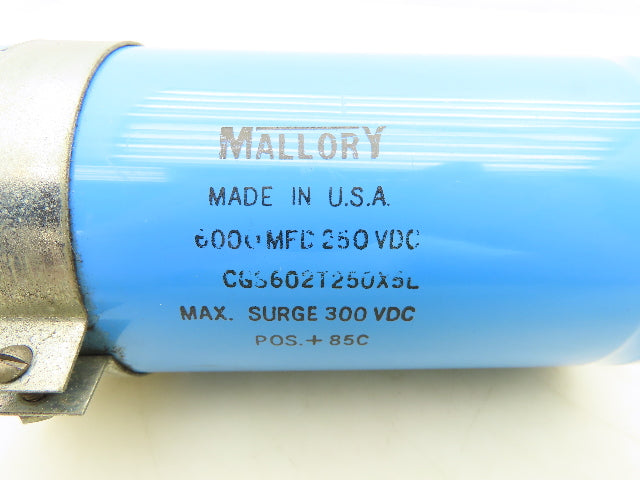 MALLORY
MADE IN U.S.A.
6000 MFD 250 VDC
CGS602T250X5L
MAX. SURGE 300 VDC
POS. + 85C